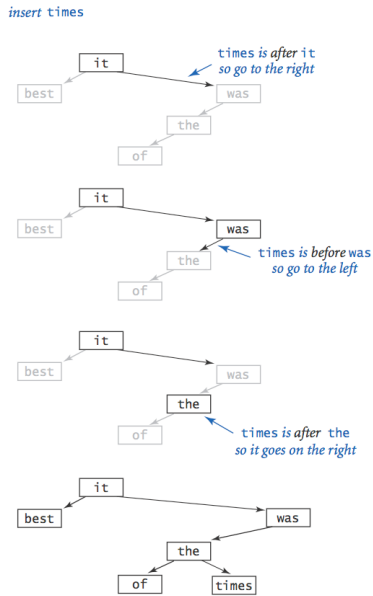 insert times
times is after it
so go to the right
it
best
was
the
of
it
best
was
times is before was
so go to the left
the
of
it
best
was
the
of
times is after the
so it goes on the right
it
best
was
the
of
times